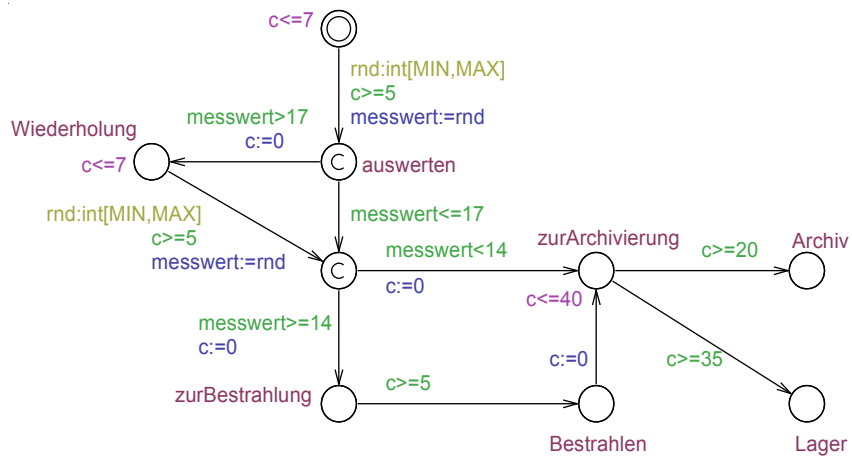 c<=7
rnd:int[MIN,MAX]
c>=5
messwert:=rnd
messwert>17
c:=0
Wiederholung
c<=7
C
auswerten
rnd:int[MIN,MAX]
c>=5
messwert:=rnd
messwert<=17
C
messwert<14
c:=0
zurArchivierung
c<=40
c>=20
Archiv
messwert>=14
c:=0
zurBestrahlung
c>=5
c:=0
Bestrahlen
c>=35
Lager